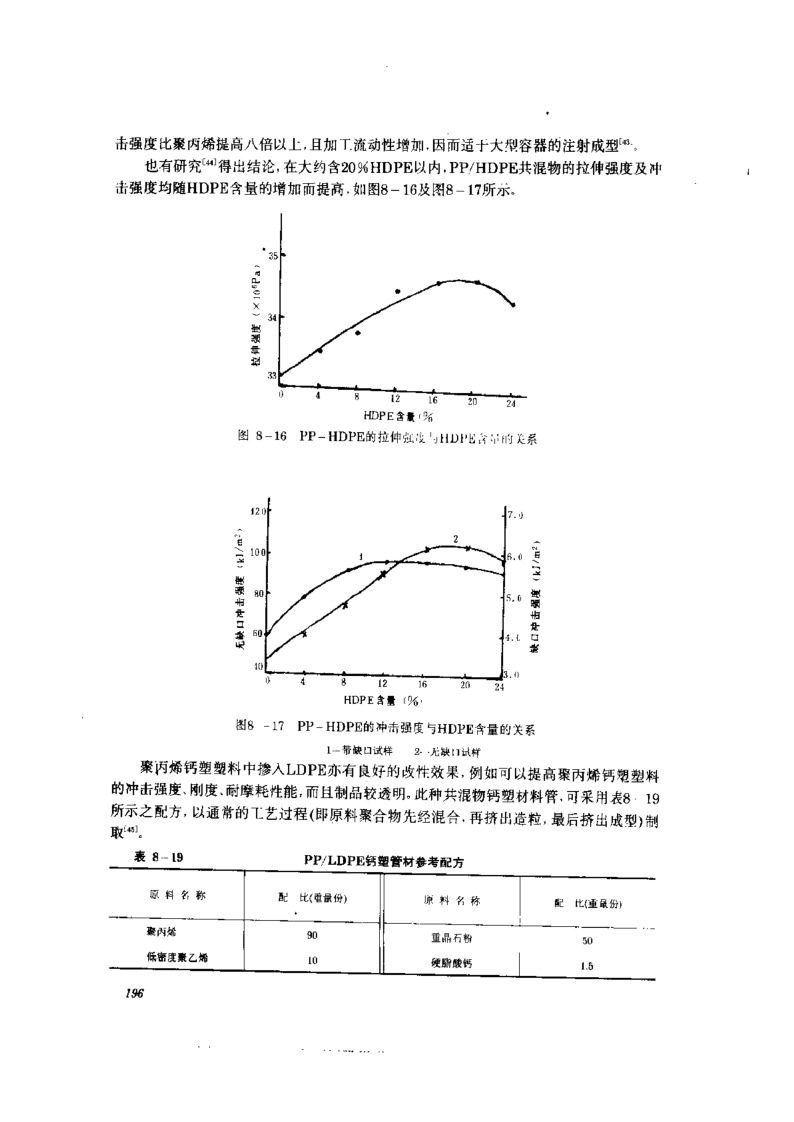 击强度比聚丙烯提高八倍以上,且加工流动性增加.因而适于大型容器的注射成型。
也有研究[44]得出结论,在大约含20%HDPE以内,PP/HDPE共混物的拉伸强度及冲
击强度均随HDPE含量的增加而提高.如图8-16及图8-17所示。
35
34
33
拉伸强度(×10⁶Pa)
0 4 8 12 16 20 24
HDPE含量(%
图 8-16 PP-HDPE的拉伸强度与HDPE含量的关系
120
100
80
60
40
无缺口冲击强度(kJ/m²)
1
2
7.0
6.0
5.0
4.0
3.0
缺口冲击强度(kJ/m²)
0 4 8 12 16 20 24
HDPE含量(%)
图8-17 PP-HDPE的冲击强度与HDPE含量的关系
1-带缺口试样 2-无缺口试样
聚丙烯钙塑塑料中掺入LDPE亦有良好的改性效果,例如可以提高聚丙烯钙塑塑料
的冲击强度、刚度、耐摩耗性能,而且制品较透明。此种共混物钙塑材料管,可采用表8-19
所示之配方,以通常的工艺过程(即原料聚合物先经混合.再挤出造粒,最后挤出成型)制
取[45]。
表 8-19 PP/LDPE钙塑管材参考配方
原料名称 配 比(重量份) 原料名称 配 比(重量份)
聚丙烯 90 重晶石粉 50
低密度聚乙烯 10 硬脂酸钙 1.5
196